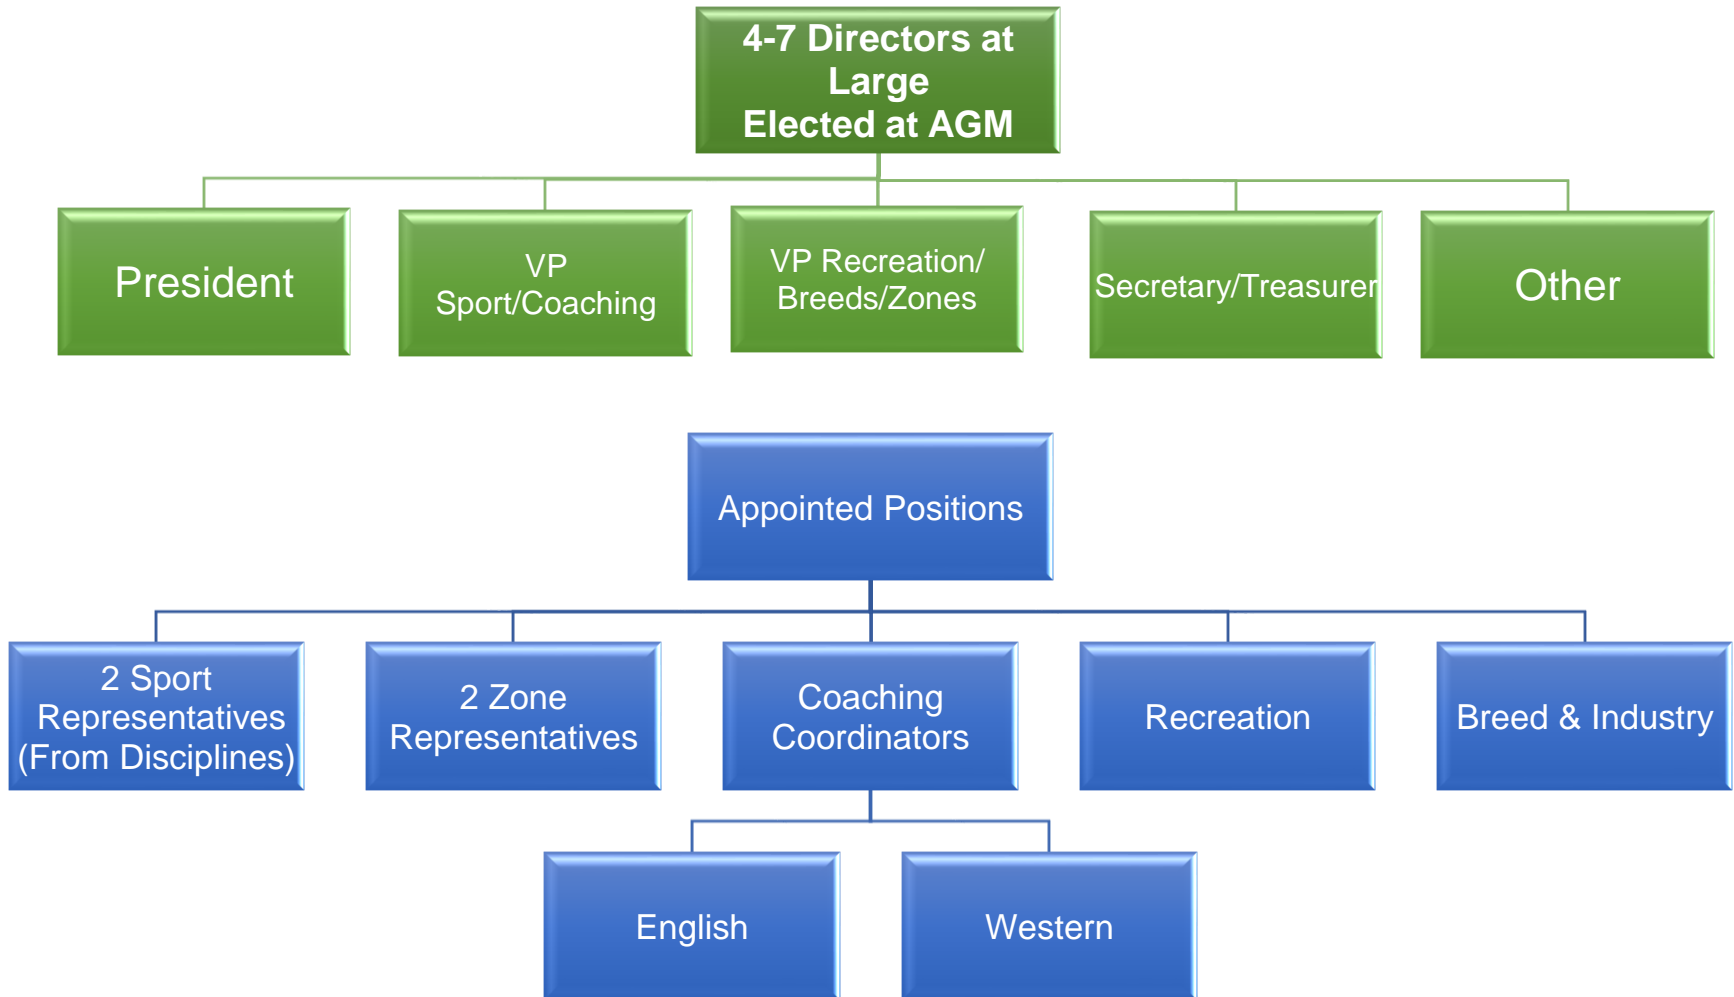 4-7 Directors at
Large
Elected at AGM
President
VP
Sport/Coaching
VP Recreation/
Breeds/Zones
Secretary/Treasurer
Other
Appointed Positions
2 Sport
Representatives
(From Disciplines)
2 Zone
Representatives
Coaching
Coordinators
Recreation
Breed & Industry
English
Western